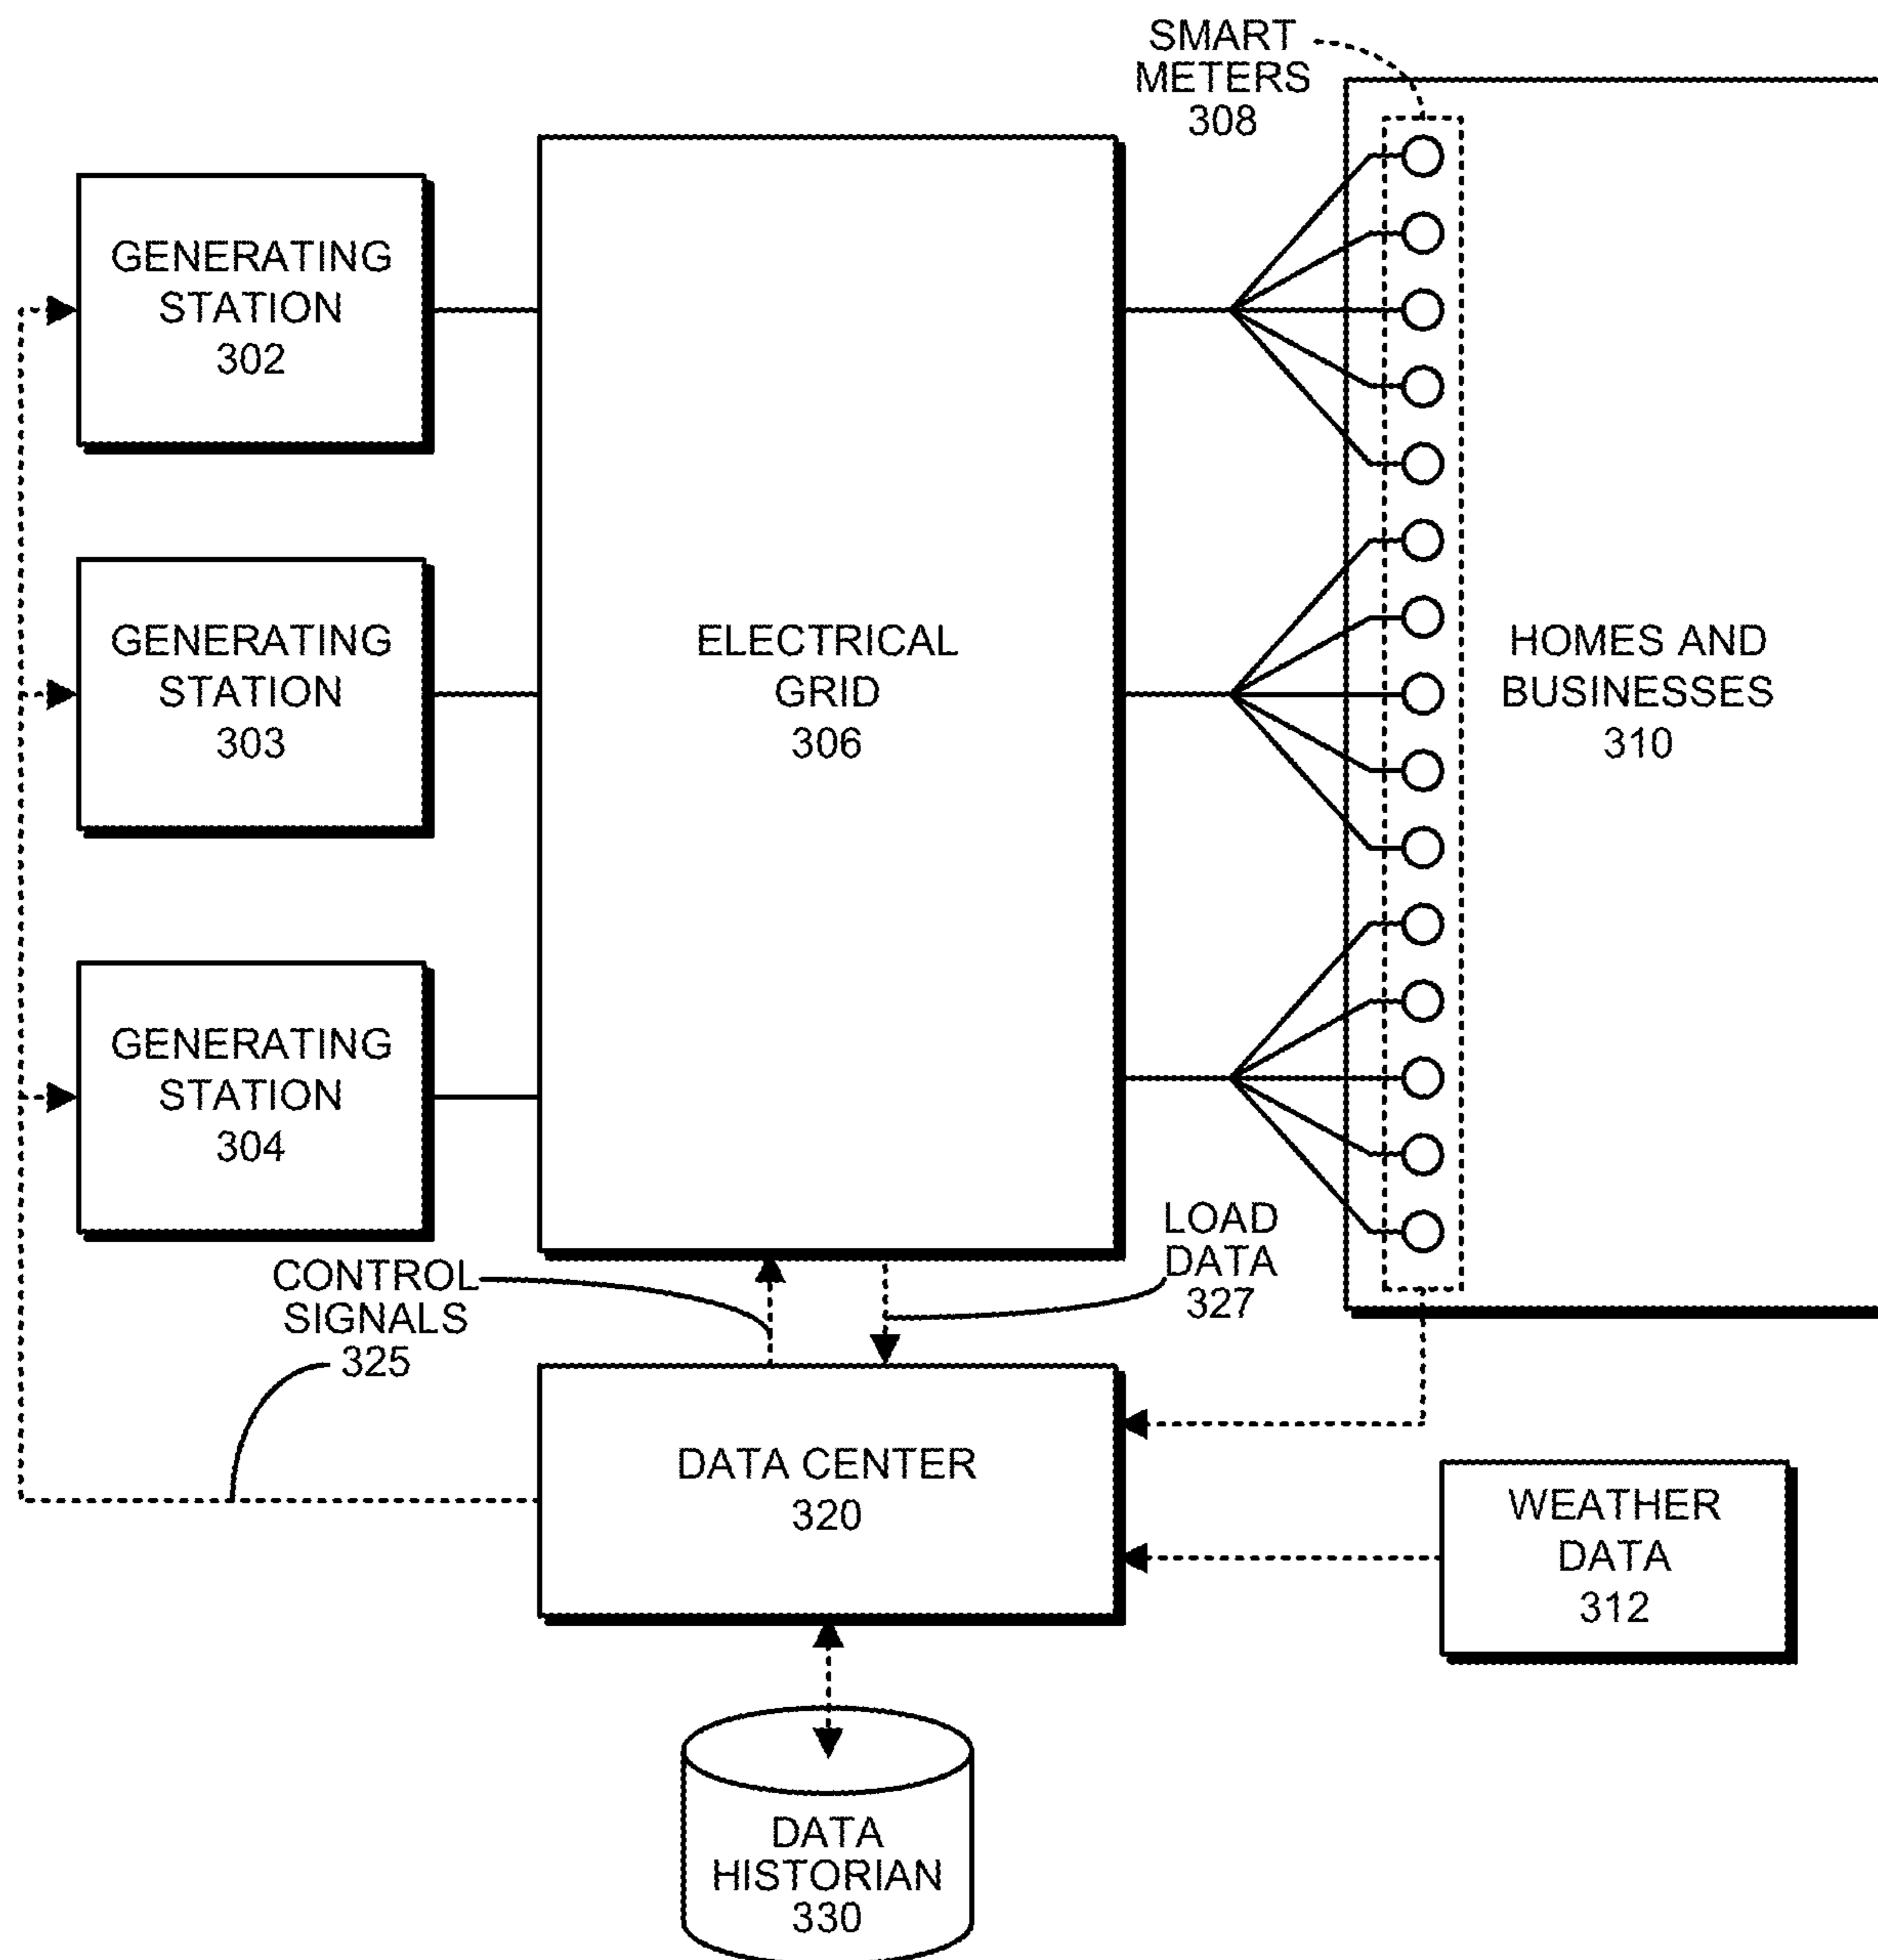 SMART
METERS
308
GENERATING
STATION
302
GENERATING
STATION
303
GENERATING
STATION
304
ELECTRICAL
GRID
306
HOMES AND
BUSINESSES
310
CONTROL
SIGNALS
325
LOAD
DATA
327
DATA CENTER
320
WEATHER
DATA
312
DATA
HISTORIAN
330